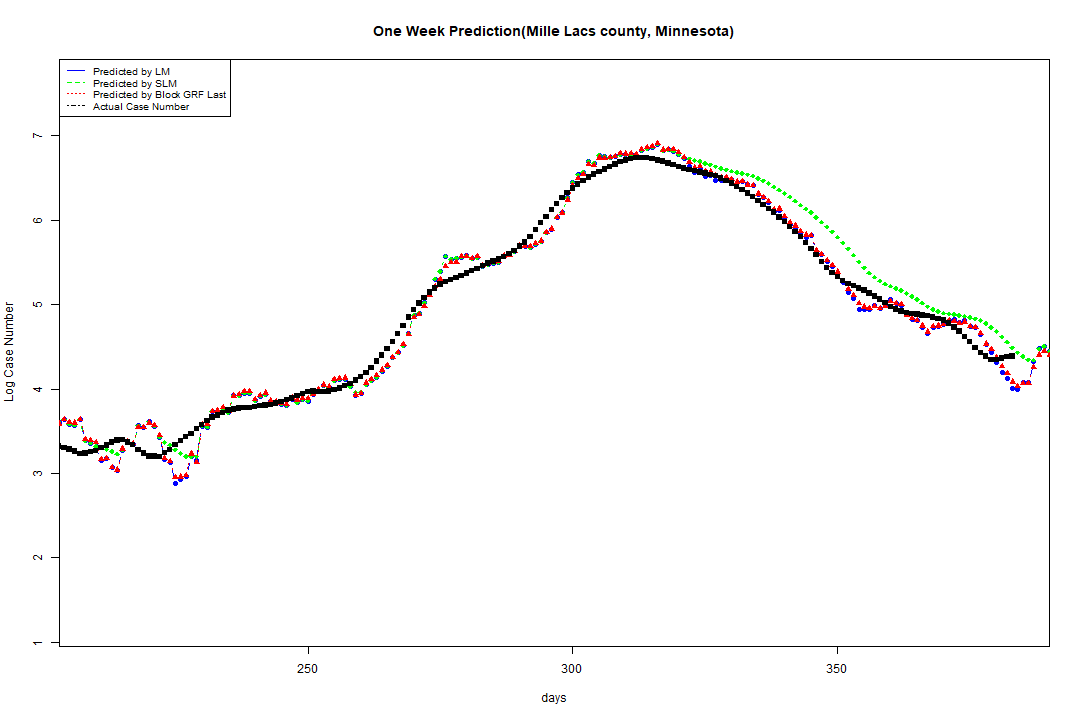 One Week Prediction(Mille Lacs county, Minnesota)
Predicted by LM
Predicted by SLM
Predicted by Block GRF Last
Actual Case Number
7
6
5
4
3
2
1
Log Case Number
250 300 350
days